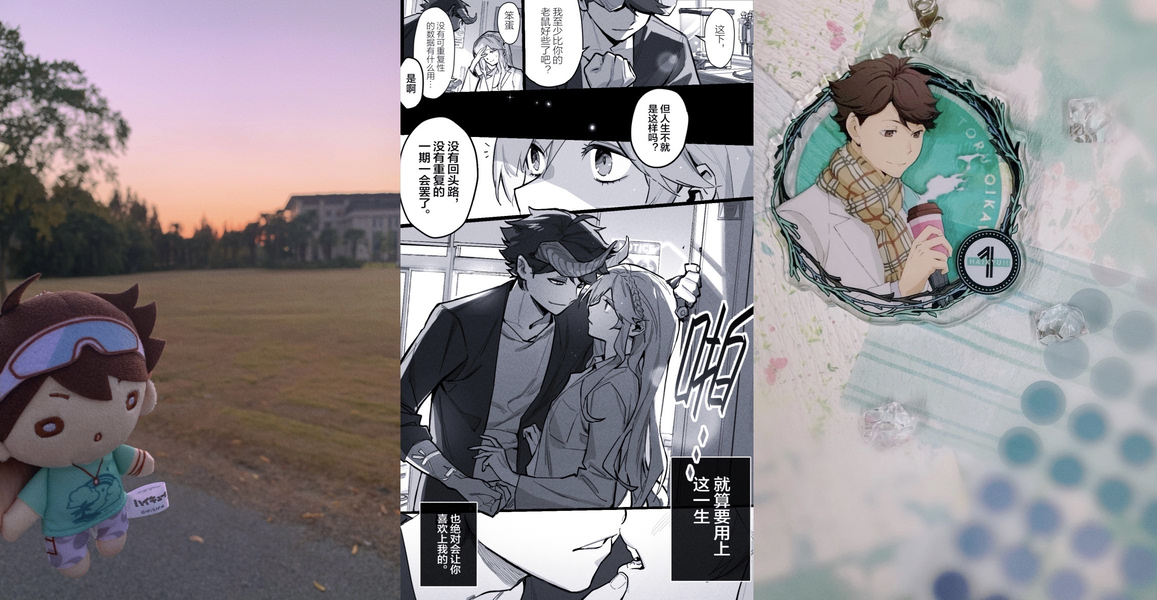 这下，
我至少比你的
老鼠好些了吧？
笨蛋
没有可重复性
的数据有什么用…
是啊
但人生不就
是这样吗？
没有回头路，
没有重复的
一期一会罢了。
啪
就算要用上
这一生
也绝对会让你
喜欢上我的。
TORU OIKA
1
HAIKYU!!